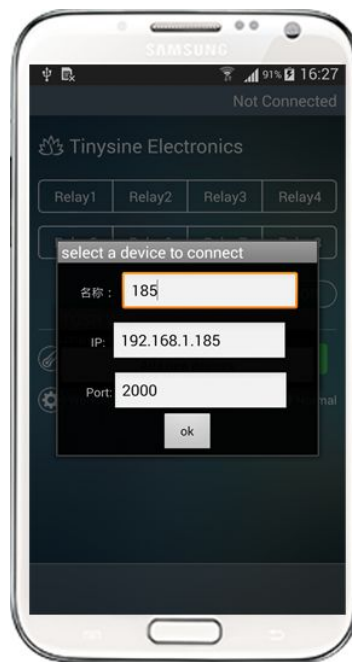 SAMSUNG
91% 16:27
Not Connected
Tinysine Electronics
Relay1 Relay2 Relay3 Relay4
select a device to connect
名称： 185
IP: 192.168.1.185
Port: 2000
ok